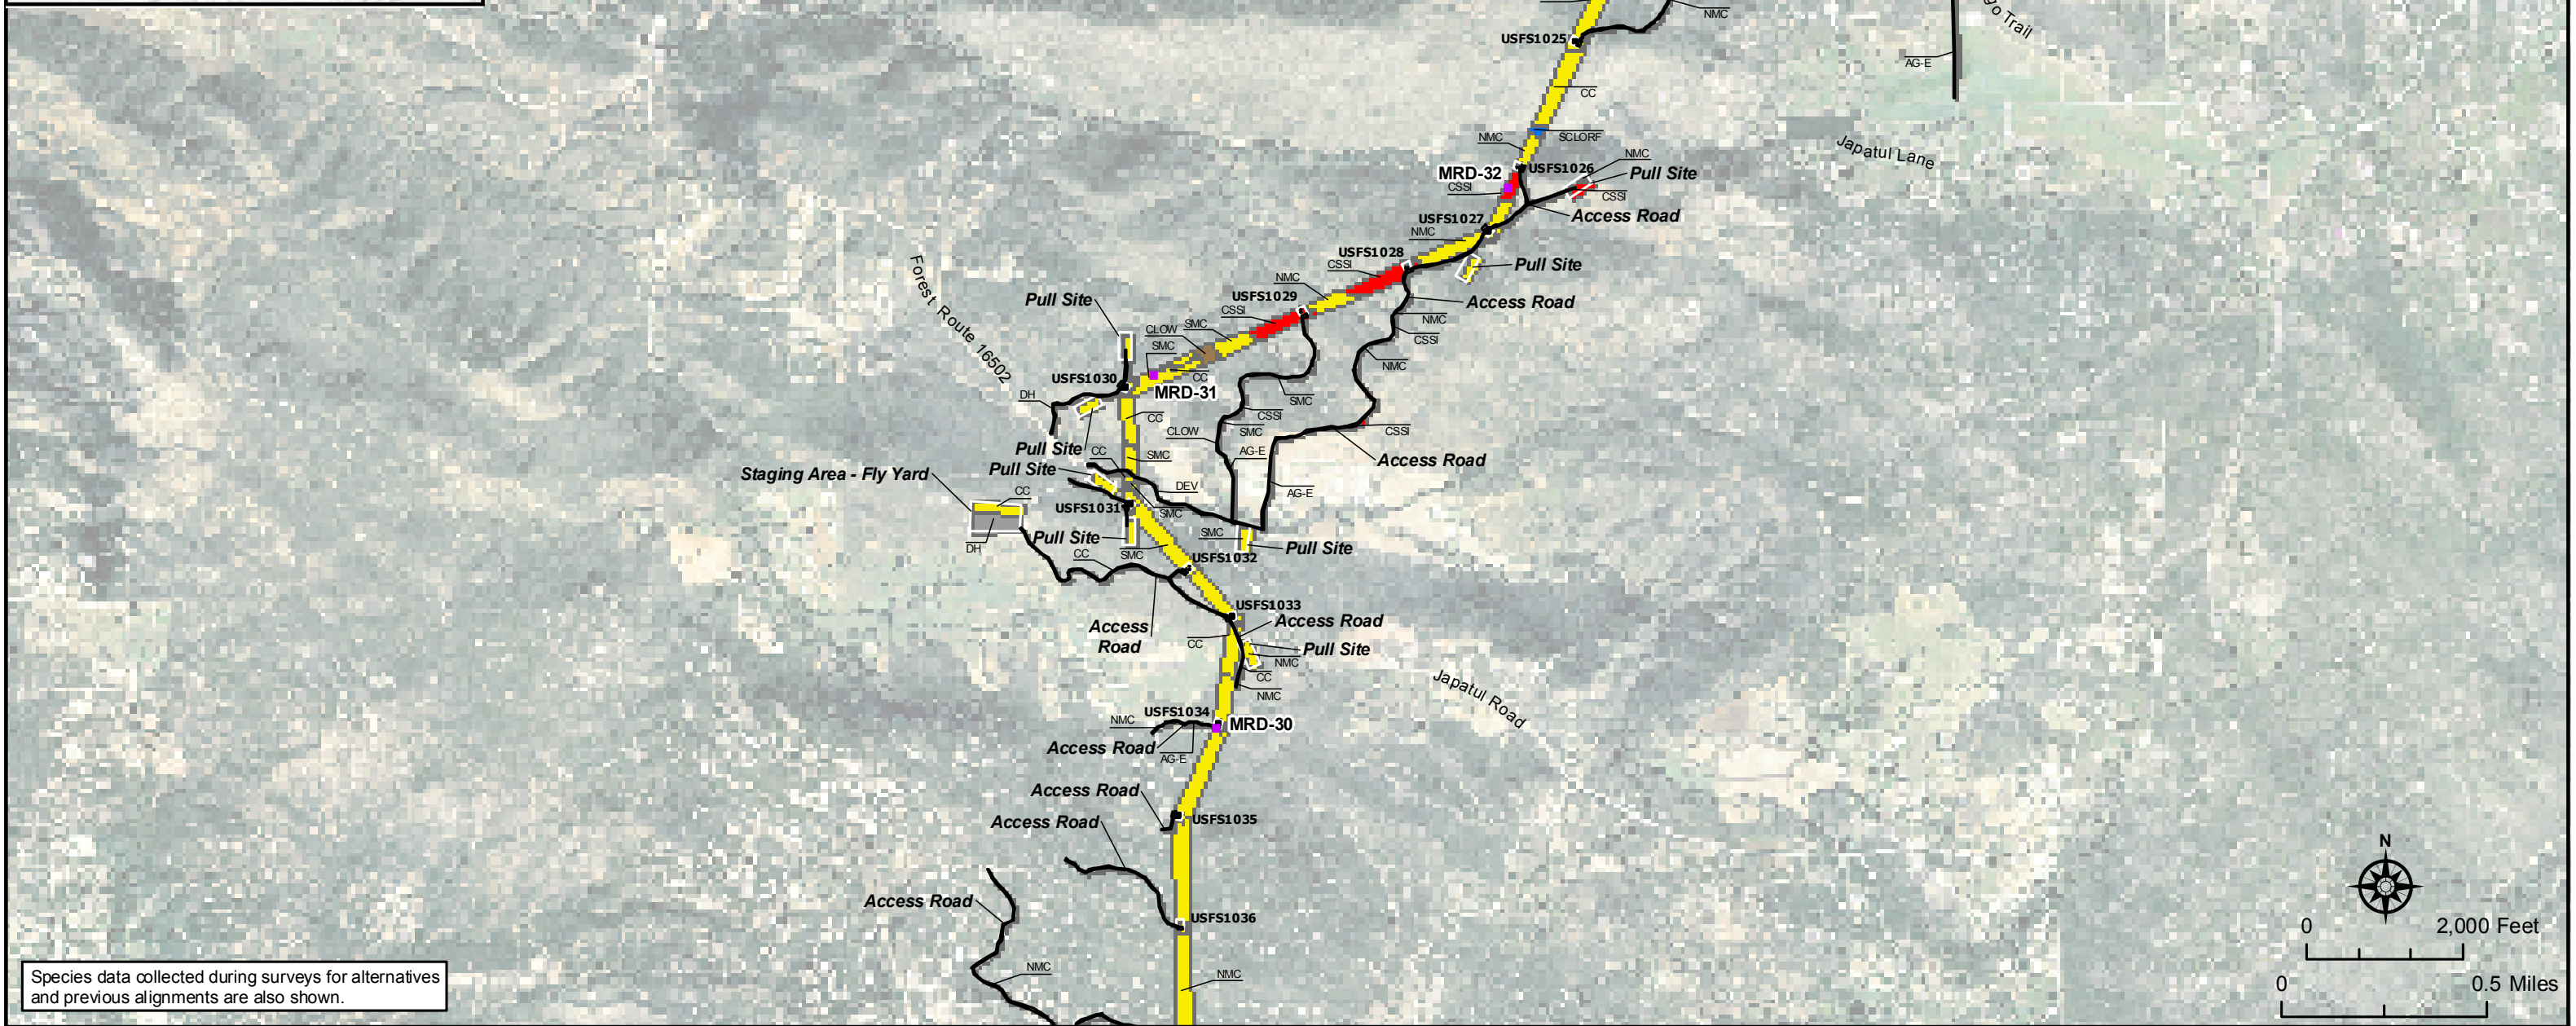 NMC
USFS1025
go Trail
AG-E
CC
NMC
SCLORF
Japatul Lane
NMC
MRD-32
USFS1026
Pull Site
CSSI
CSSI
Access Road
USFS1027
NMC
USFS1028
CSSI
Pull Site
Forest Route 16502
NMC
Pull Site
USFS1029
Access Road
CSSI
NMC
CLOW
SMC
CSSI
SMC
NMC
USFS1030
CC
MRD-31
DH
SMC
CC
CSSI
CLOW
SMC
CSSI
Pull Site
CC
SMC
AG-E
Access Road
Pull Site
Staging Area - Fly Yard
DEV
CC
AG-E
USFS1031
SMC
Pull Site
SMC
DH
CC
SMC
Pull Site
USFS1032
USFS1033
Access Road
Access
Road
CC
Pull Site
NMC
CC
NMC
Japatul Road
USFS1034
NMC
MRD-30
Access Road
AG-E
Access Road
USFS1035
Access Road
Access Road
USFS1036
NMC
NMC
N
0 2,000 Feet
0 0.5 Miles
Species data collected during surveys for alternatives
and previous alignments are also shown.